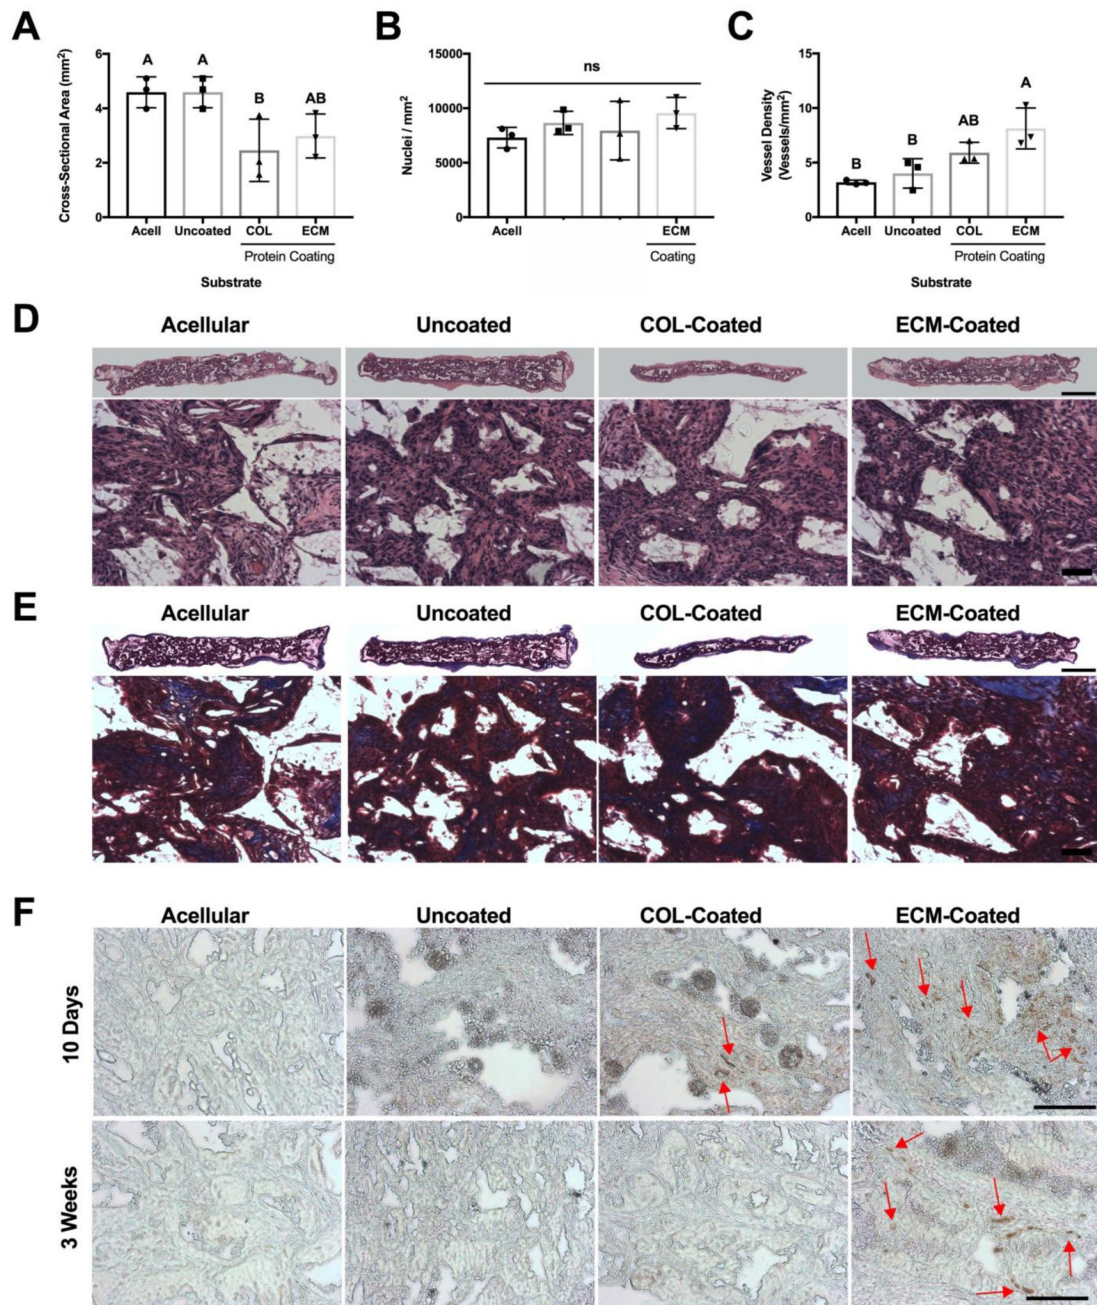 A
Cross-Sectional Area (mm²)
6
4
2
0
A
A
B
AB
Acell
Uncoated
COL
ECM
Protein Coating
Substrate
B
Nuclei / mm²
15000
10000
5000
0
ns
Acell
ECM
Coating
C
Vessel Density
(Vessels/mm²)
15
10
5
0
B
B
AB
A
Acell
Uncoated
COL
ECM
Protein Coating
Substrate
D
Acellular
Uncoated
COL-Coated
ECM-Coated
E
Acellular
Uncoated
COL-Coated
ECM-Coated
F
Acellular
Uncoated
COL-Coated
ECM-Coated
10 Days
3 Weeks